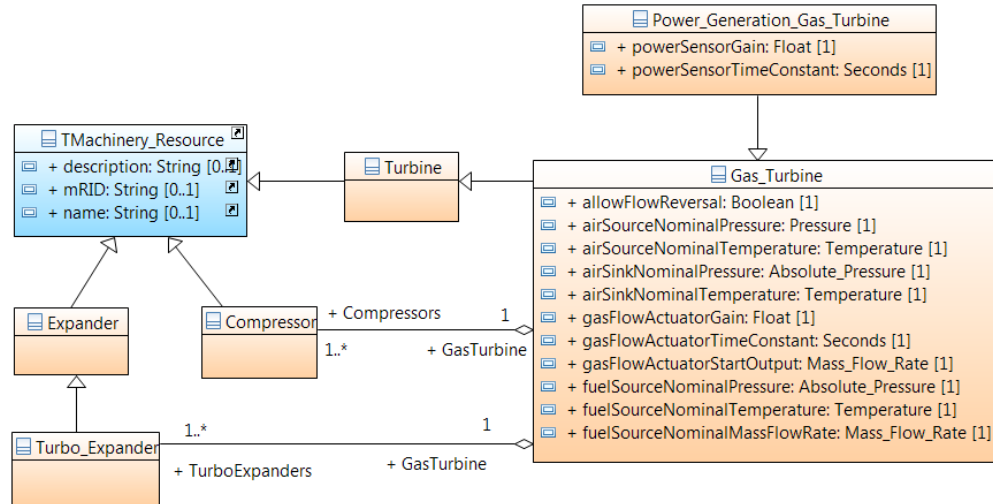 Power_Generation_Gas_Turbine
+ powerSensorGain: Float [1]
+ powerSensorTimeConstant: Seconds [1]
TMachinery_Resource
+ description: String [0..1]
+ mRID: String [0..1]
+ name: String [0..1]
Turbine
Gas_Turbine
+ allowFlowReversal: Boolean [1]
+ airSourceNominalPressure: Pressure [1]
+ airSourceNominalTemperature: Temperature [1]
+ airSinkNominalPressure: Absolute_Pressure [1]
+ airSinkNominalTemperature: Temperature [1]
+ gasFlowActuatorGain: Float [1]
+ gasFlowActuatorTimeConstant: Seconds [1]
+ gasFlowActuatorStartOutput: Mass_Flow_Rate [1]
+ fuelSourceNominalPressure: Absolute_Pressure [1]
+ fuelSourceNominalTemperature: Temperature [1]
+ fuelSourceNominalMassFlowRate: Mass_Flow_Rate [1]
Expander
Compressor
+ Compressors
1
1..*
+ GasTurbine
Turbo_Expander
1..*
1
+ TurboExpanders
+ GasTurbine